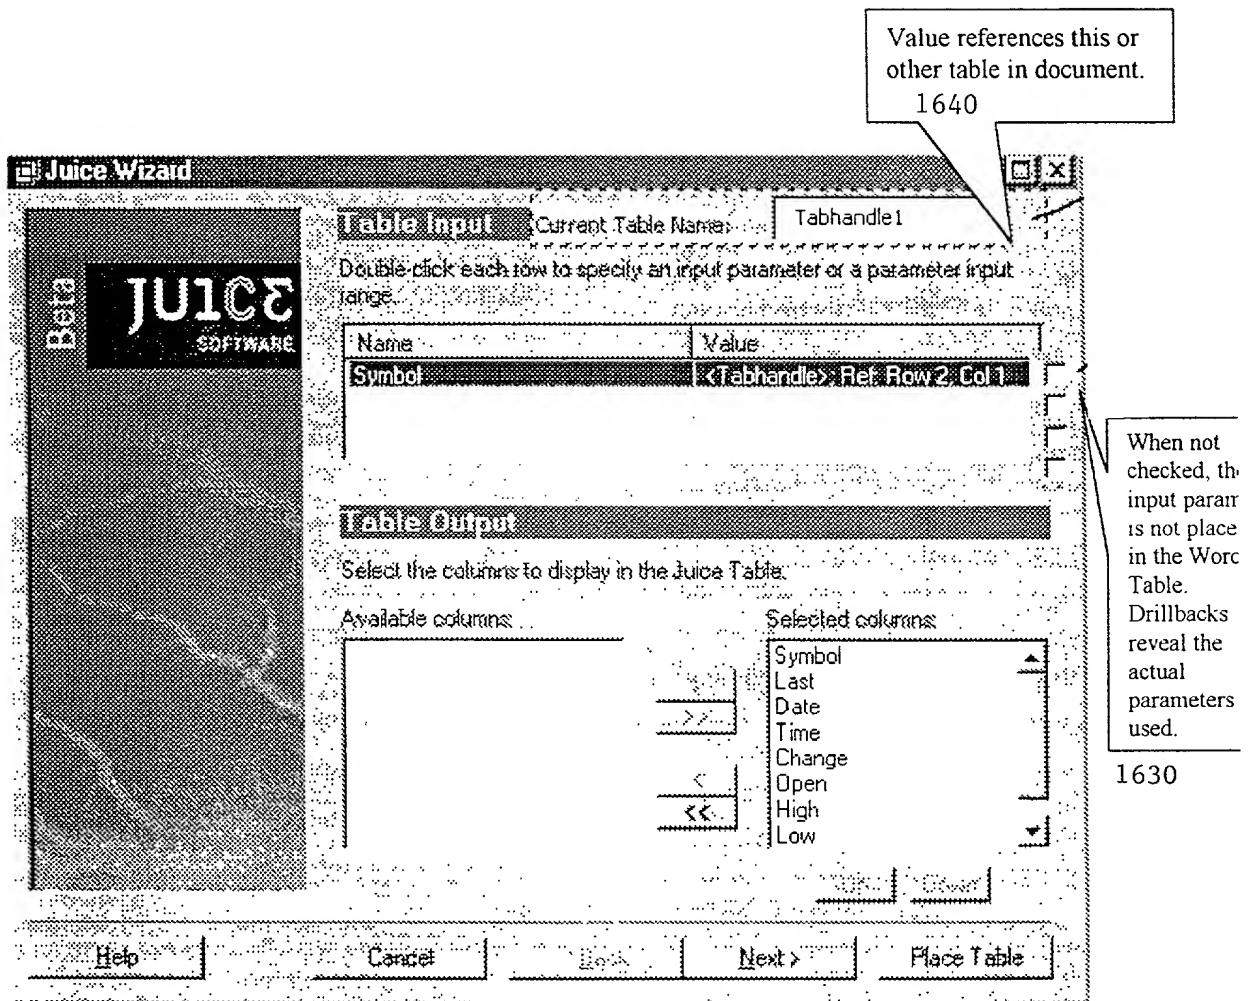 Value references this or
other table in document.
1640
Juice Wizard
Beta
JU1CE
SOFTWARE
Table Input
Current Table Name:
Tabhandle1
Double-click each row to specify an input parameter or a parameter input
range.
Name
Value
Symbol
<Tabhandle> Ref: Row 2, Col 1
When not
checked, th
input param
is not place
in the Word
Table.
Drillbacks
reveal the
actual
parameters
used.
1630
Table Output
Select the columns to display in the Juice Table.
Available columns:
Selected columns:
Symbol
Last
Date
Time
Change
Open
High
Low
>>
<
<<
Help
Cancel
Next >
Place Table